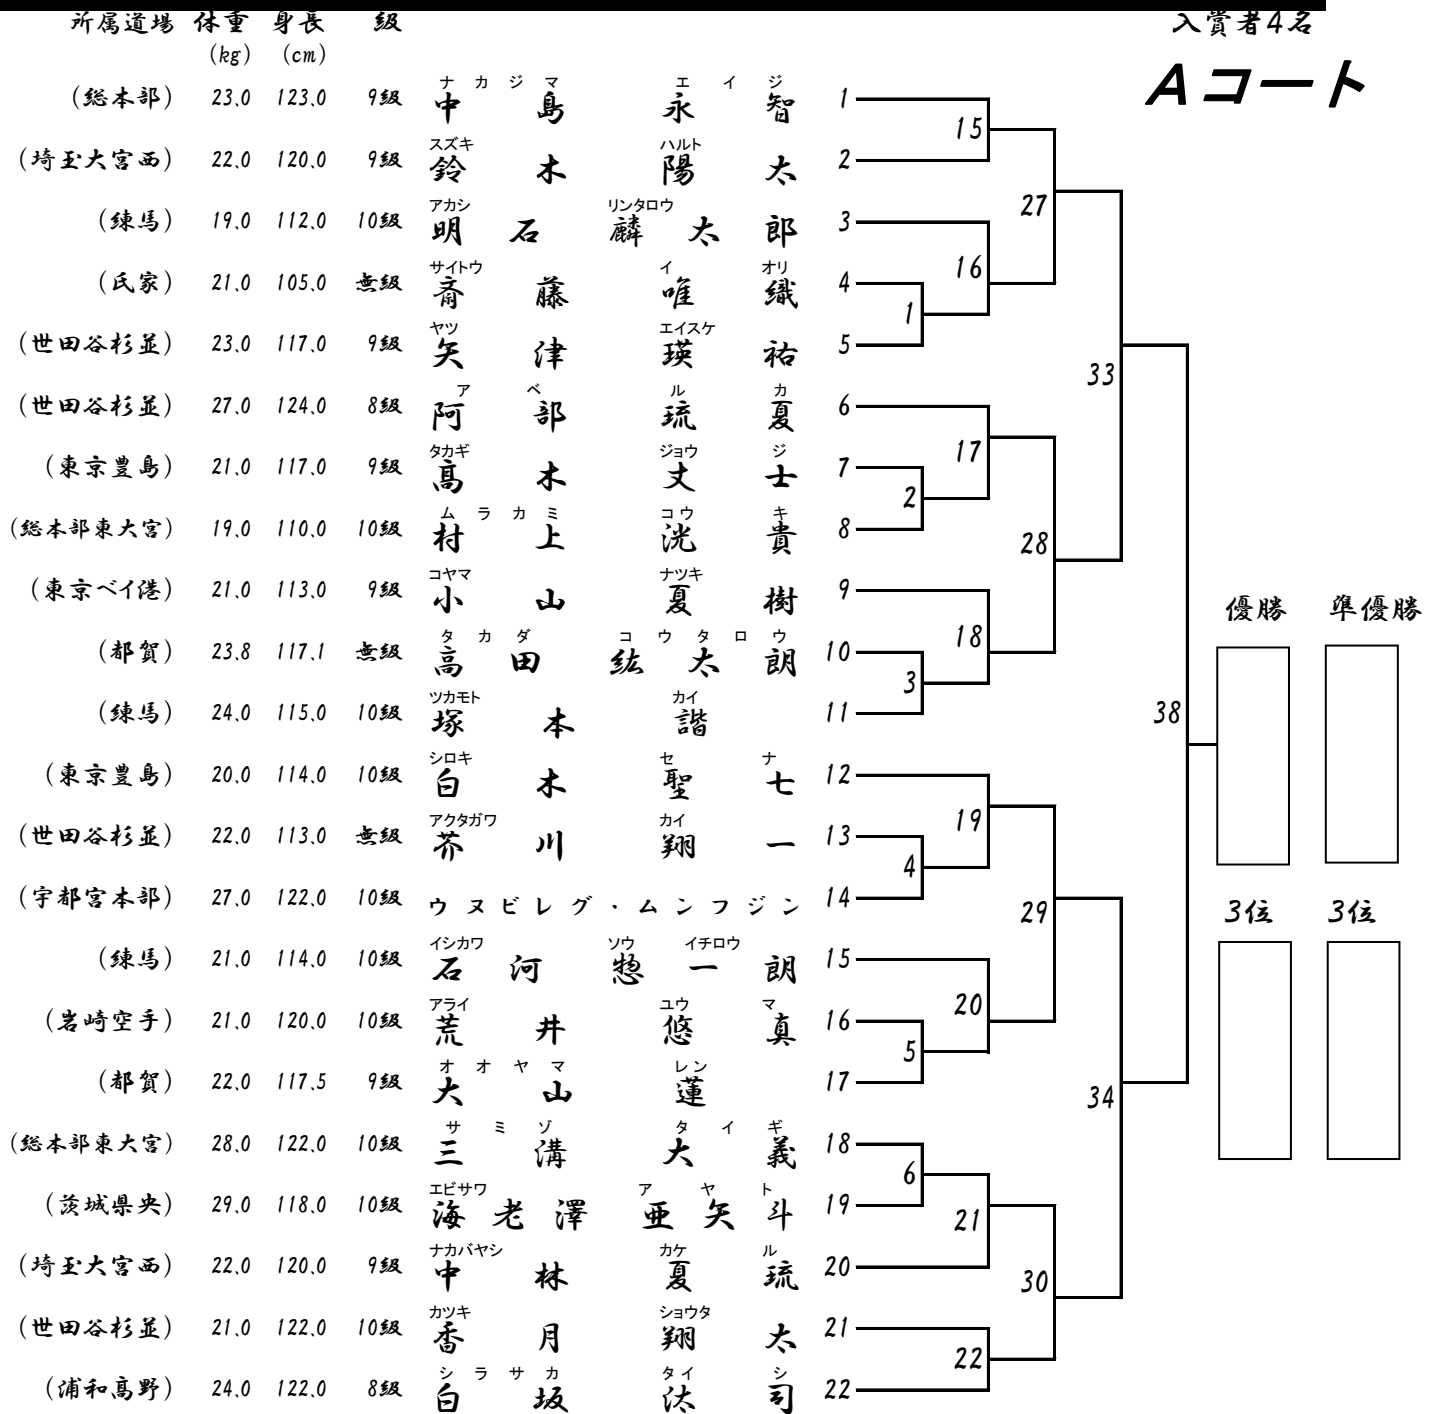 所属道場 体重 身長 級 入賞者4名
(kg) (cm)
Aコート
ナカジマ エイジ
(総本部) 23.0 123.0 9級 中島 永智 1
15
スズキ ハルト
(埼玉大宮西) 22.0 120.0 9級 鈴木 陽太 2
27
アカシ リンタロウ
(練馬) 19.0 112.0 10級 明石 麟太郎 3
16
サイトウ イオリ
(氏家) 21.0 105.0 無級 斎藤 唯織 4
1
ヤツ エイスケ
(世田谷杉並) 23.0 117.0 9級 矢津 瑛祐 5
33
アベ ルカ
(世田谷杉並) 27.0 124.0 8級 阿部 琉夏 6
17
タカギ ジョウジ
(東京豊島) 21.0 117.0 9級 髙木 丈士 7
2
ムラカミ コウキ
(総本部東大宮) 19.0 110.0 10級 村上 洸貴 8
28
コヤマ ナツキ
(東京ベイ港) 21.0 113.0 9級 小山 夏樹 9
優勝 準優勝
18
タカダ コウタロウ
(都賀) 23.8 117.1 無級 高田 紘太朗 10
3
ツカモト カイ
(練馬) 24.0 115.0 10級 塚本 諧 11
38
シロキ セナ
(東京豊島) 20.0 114.0 10級 白木 聖七 12
19
アクタガワ カイ
(世田谷杉並) 22.0 113.0 無級 芥川 翔一 13
4
(宇都宮本部) 27.0 122.0 10級 ウヌビレグ・ムンフジン 14
29
3位 3位
イシカワ ソウイチロウ
(練馬) 21.0 114.0 10級 石河 惣一朗 15
20
アライ ユウマ
(岩崎空手) 21.0 120.0 10級 荒井 悠真 16
5
オオヤマ レン
(都賀) 22.0 117.5 9級 大山 蓮 17
34
サミゾ タイギ
(総本部東大宮) 28.0 122.0 10級 三溝 大義 18
6
エビサワ アヤト
(茨城県央) 29.0 118.0 10級 海老澤 亜矢斗 19
21
ナカバヤシ カケル
(埼玉大宮西) 22.0 120.0 9級 中林 夏琉 20
30
カツキ ショウタ
(世田谷杉並) 21.0 122.0 10級 香月 翔太 21
22
シラサカ タイシ
(浦和髙野) 24.0 122.0 8級 白坂 汰司 22